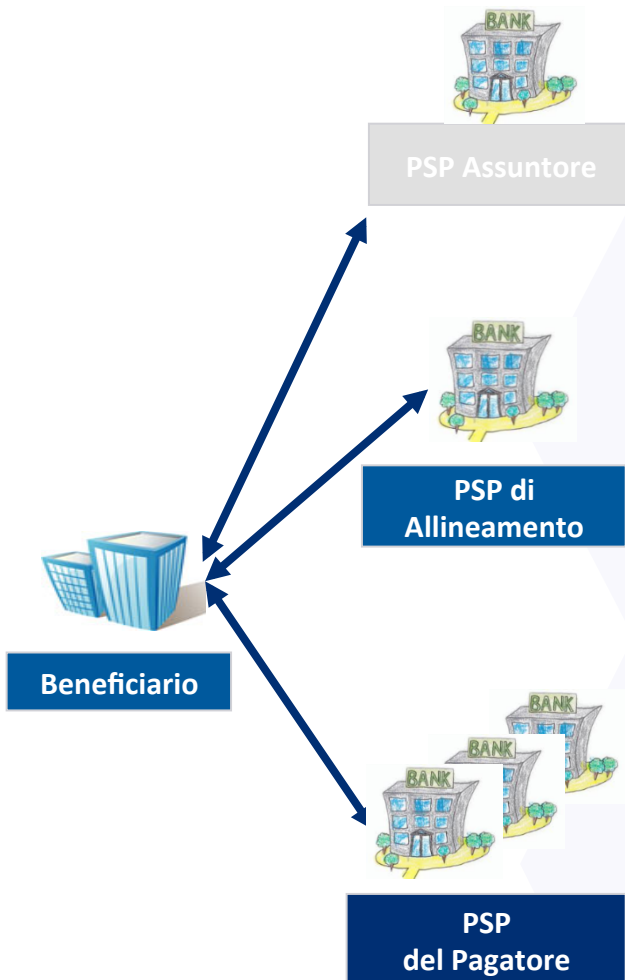 BANK
PSP Assuntore
BANK
PSP di
Allineamento
Beneficiario
BANK
BANK
BANK
PSP
del Pagatore